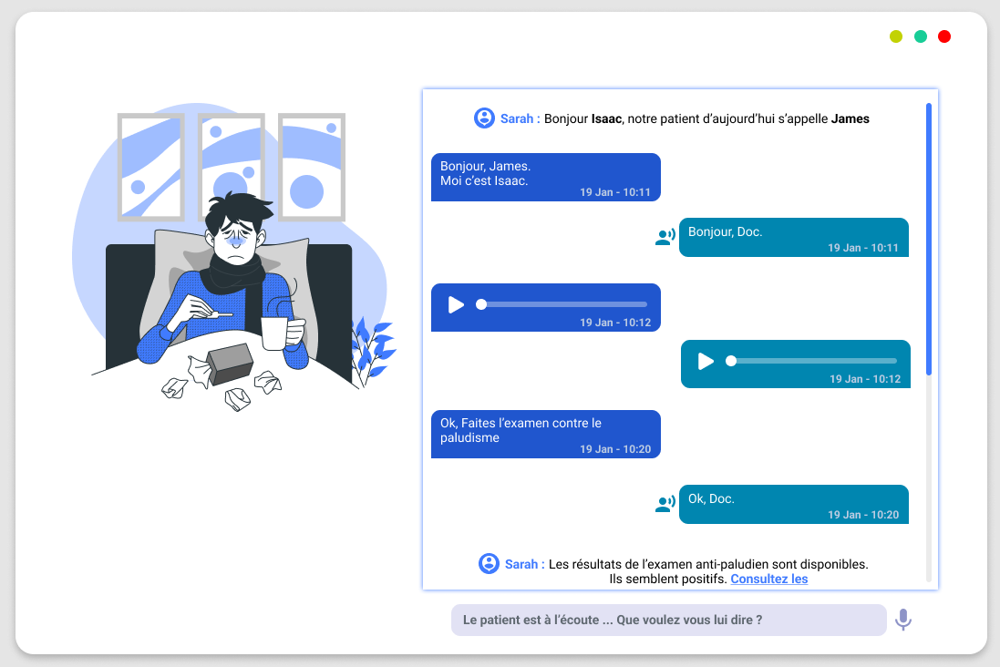 Sarah : Bonjour Isaac, notre patient d’aujourd’hui s’appelle James
Bonjour, James.
Moi c’est Isaac.
19 Jan - 10:11
Bonjour, Doc.
19 Jan - 10:11
19 Jan - 10:12
19 Jan - 10:12
Ok, Faites l’examen contre le
paludisme
19 Jan - 10:20
Ok, Doc.
19 Jan - 10:20
Sarah : Les résultats de l’examen anti-paludien sont disponibles.
Ils semblent positifs. Consultez les
Le patient est à l’écoute ... Que voulez vous lui dire ?